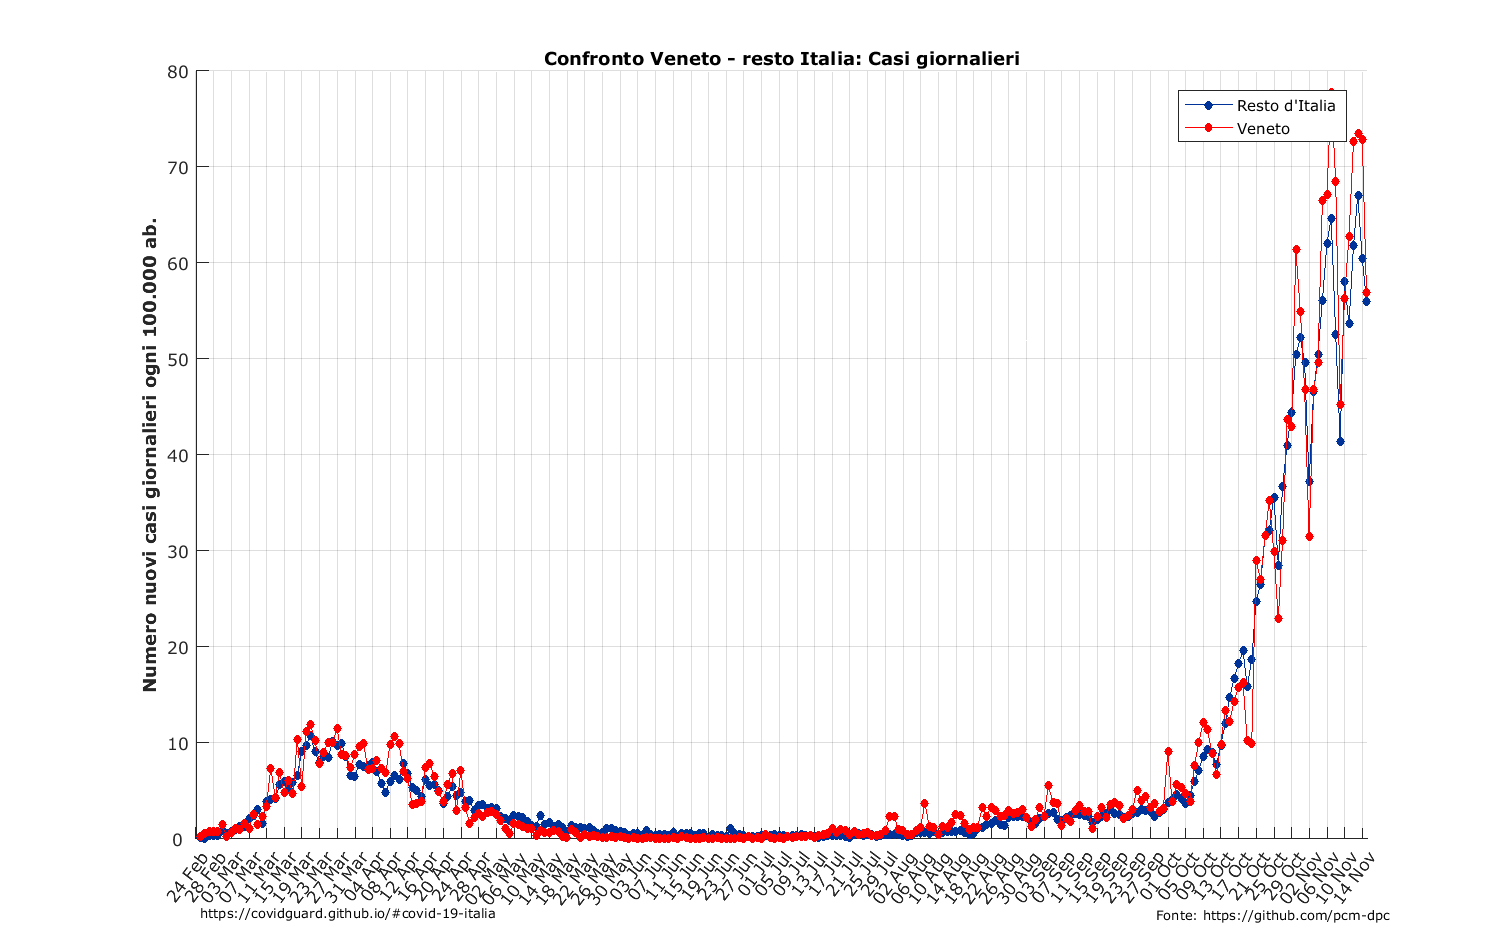 Confronto Veneto - resto Italia: Casi giornalieri
Resto d'Italia
Veneto
Numero nuovi casi giornalieri ogni 100.000 ab.
80
70
60
50
40
30
20
10
0
24 Feb
28 Feb
03 Mar
07 Mar
11 Mar
15 Mar
19 Mar
23 Mar
27 Mar
31 Mar
04 Apr
08 Apr
12 Apr
16 Apr
20 Apr
24 Apr
28 Apr
02 May
06 May
10 May
14 May
18 May
22 May
26 May
30 May
03 Jun
07 Jun
11 Jun
15 Jun
19 Jun
23 Jun
27 Jun
01 Jul
05 Jul
09 Jul
13 Jul
17 Jul
21 Jul
25 Jul
29 Jul
02 Aug
06 Aug
10 Aug
14 Aug
18 Aug
22 Aug
26 Aug
30 Aug
03 Sep
07 Sep
11 Sep
15 Sep
19 Sep
23 Sep
27 Sep
01 Oct
05 Oct
09 Oct
13 Oct
17 Oct
21 Oct
25 Oct
29 Oct
02 Nov
06 Nov
10 Nov
14 Nov
https://covidguard.github.io/#covid-19-italia
Fonte: https://github.com/pcm-dpc